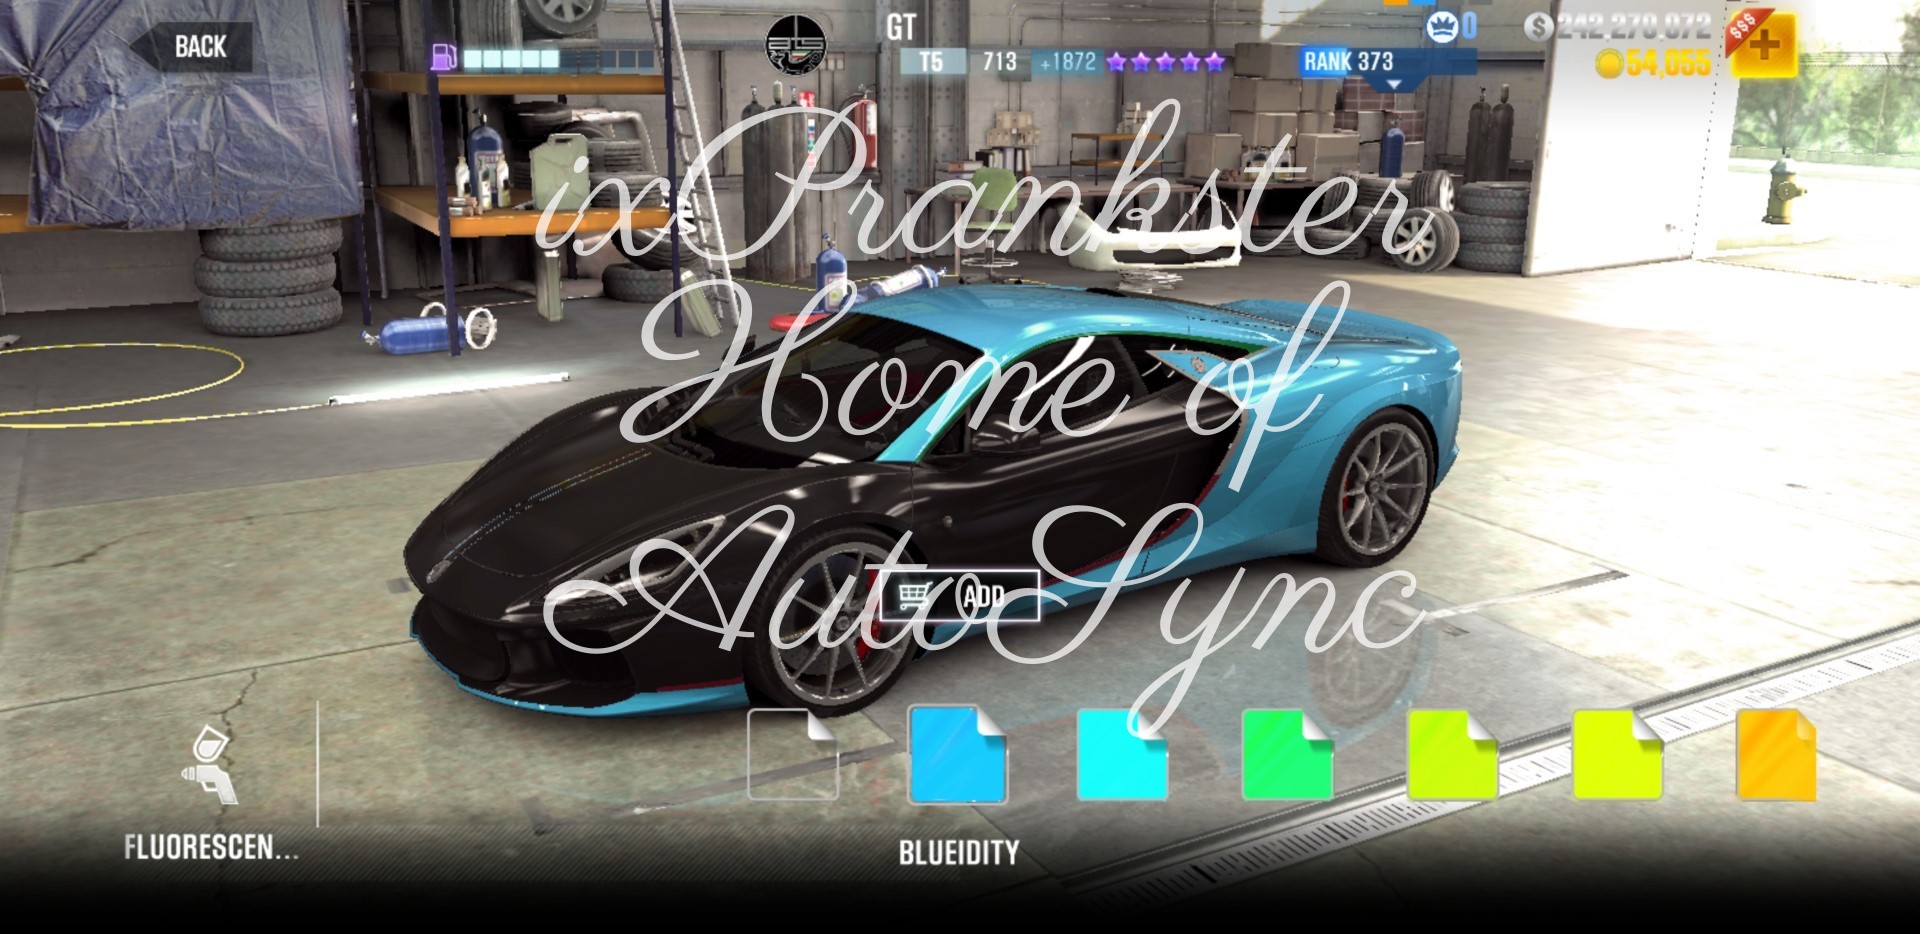 BACK
GT
T5 713 +1872
RANK 373
0
242,270,072
54,055
$$$
ixPrankster
Home of
AutoSync
ADD
FLUORESCEN...
BLUEIDITY